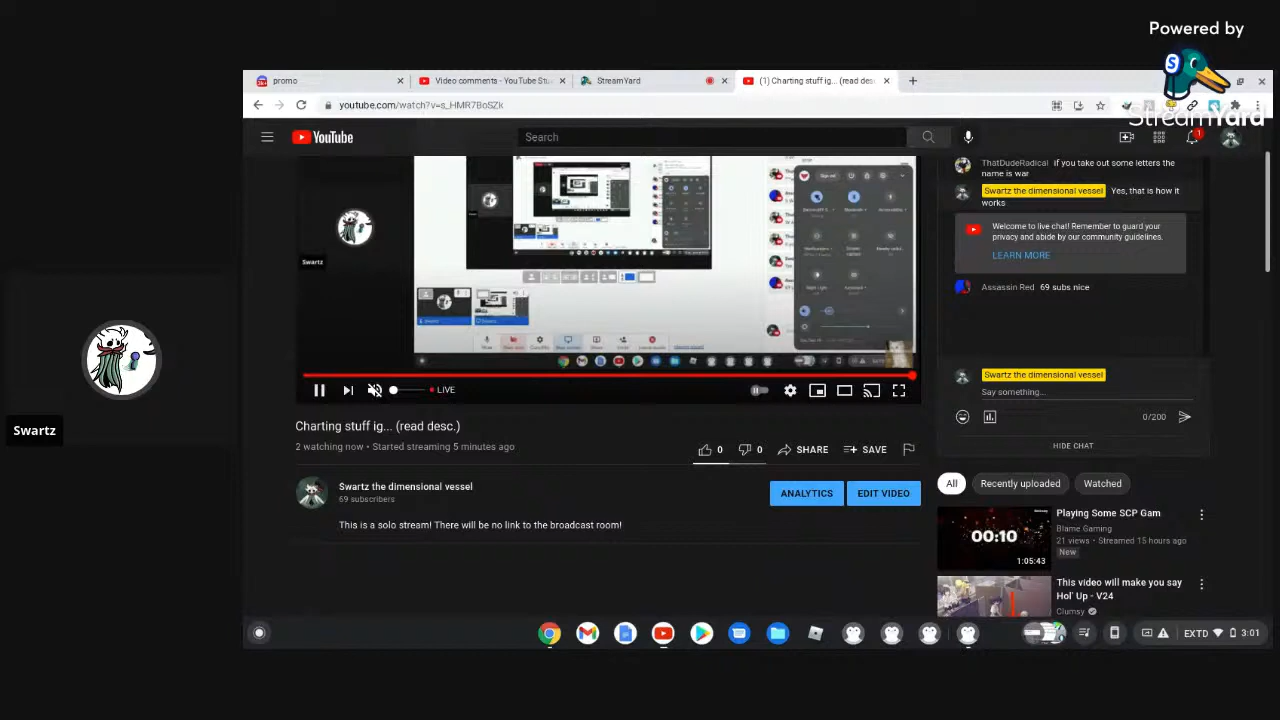 Powered by
StreamYard
promo
Video comments - YouTube Stu
StreamYard
(1) Charting stuff ig... (read desc
youtube.com/watch?v=s_HMR7BoSZk
YouTube
Search
1
ThatDudeRadical if you take out some letters the
name is war
Swartz the dimensional vessel Yes, that is how it
works
Welcome to live chat! Remember to guard your
privacy and abide by our community guidelines.
LEARN MORE
Assassin Red 69 subs nice
Swartz the dimensional vessel
Say something...
0/200
HIDE CHAT
Swartz
LIVE
Charting stuff ig... (read desc.)
2 watching now • Started streaming 5 minutes ago
0
0
SHARE
SAVE
Swartz the dimensional vessel
69 subscribers
ANALYTICS
EDIT VIDEO
This is a solo stream! There will be no link to the broadcast room!
All
Recently uploaded
Watched
00:10
1:05:43
Playing Some SCP Gam
Blame Gaming
21 views • Streamed 15 hours ago
New
This video will make you say
Hol' Up - V24
Clumsy
Swartz
EXTD
3:01